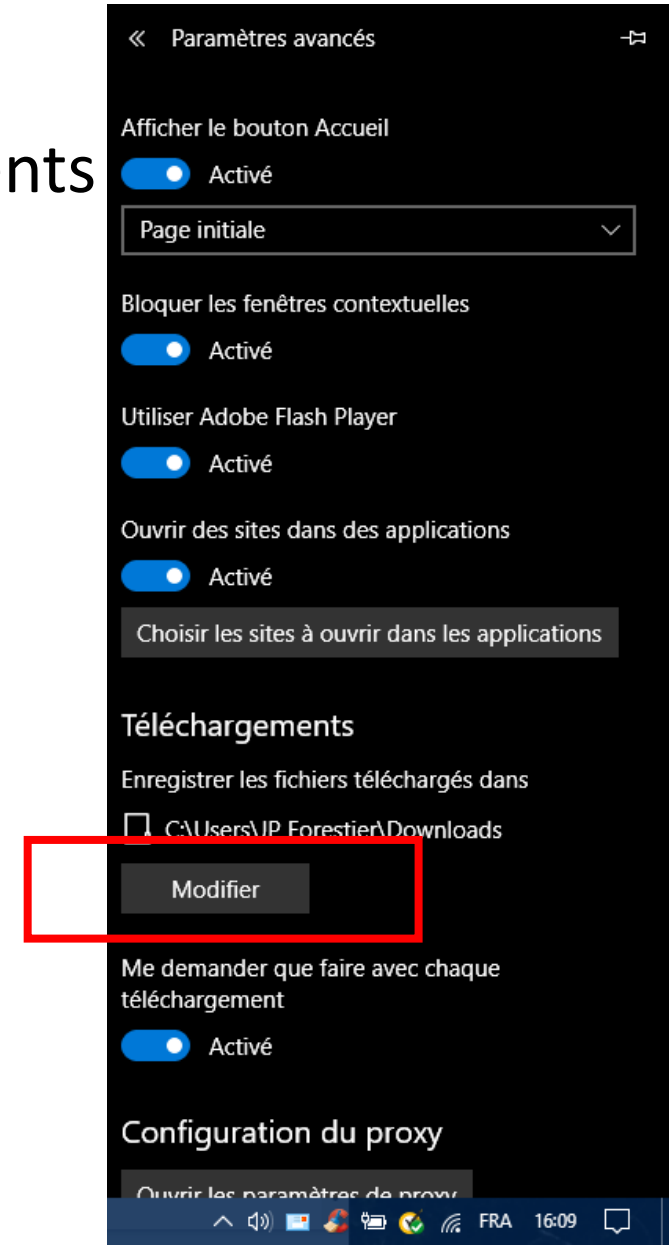 Paramètres avancés
Afficher le bouton Accueil
nts
Activé
Page initiale
Bloquer les fenêtres contextuelles
Activé
Utiliser Adobe Flash Player
Activé
Ouvrir des sites dans des applications
Activé
Choisir les sites à ouvrir dans les applications
Téléchargements
Enregistrer les fichiers téléchargés dans
C:\Users\JP Forestier\Downloads
Modifier
Me demander que faire avec chaque
téléchargement
Activé
Configuration du proxy
Ouvrir les paramètres de proxy
FRA 16:09